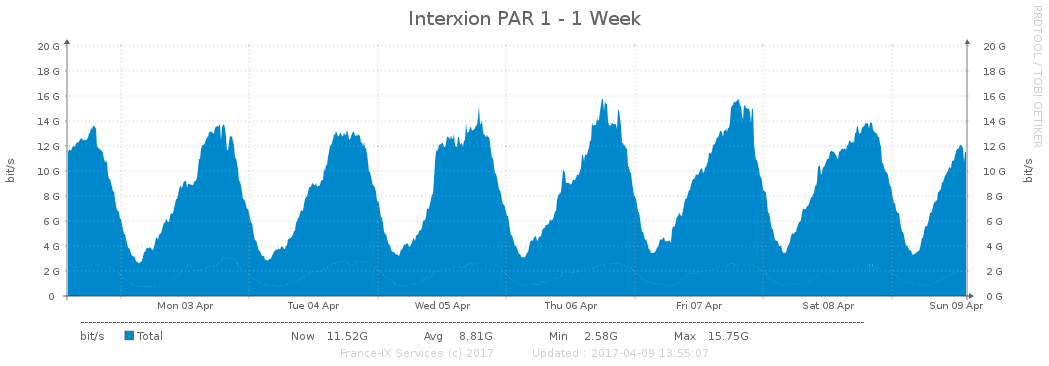 Interxion PAR 1 - 1 Week
RRDTOOL / TOBI OETIKER
20 G 20 G
18 G 18 G
16 G 16 G
14 G 14 G
12 G 12 G
10 G 10 G
8 G 8 G
6 G 6 G
4 G 4 G
2 G 2 G
0 0 G
bit/s bit/s
Mon 03 Apr Tue 04 Apr Wed 05 Apr Thu 06 Apr Fri 07 Apr Sat 08 Apr Sun 09 Apr
bit/s Total Now 11.52G Avg 8.81G Min 2.58G Max 15.75G
France-IX Services (c) 2017 Updated : 2017-04-09 13:55:07